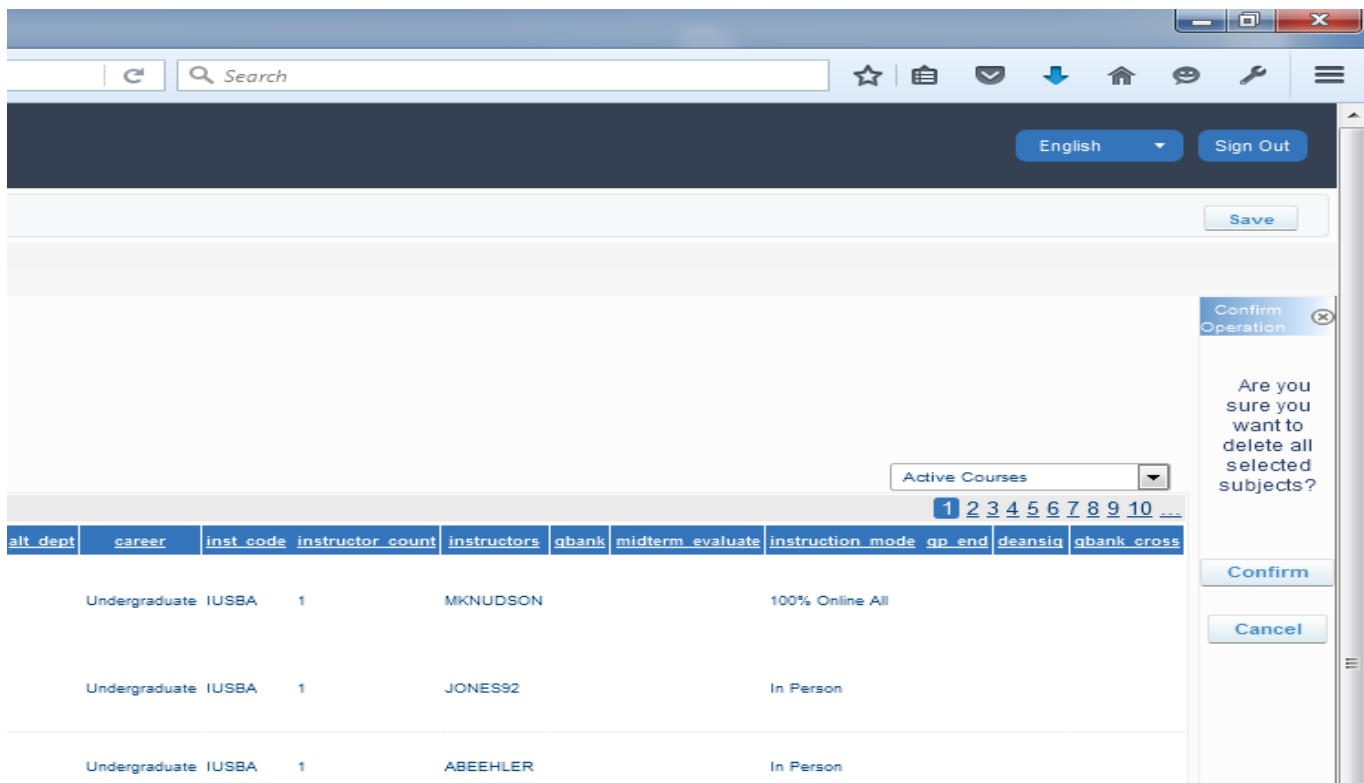 Search
English
Sign Out
Save
Confirm
Operation
Are you
sure you
want to
delete all
selected
subjects?
Active Courses
1 2 3 4 5 6 7 8 9 10 ...
alt_dept career inst_code instructor_count instructors qbank midterm_evaluate instruction_mode qp_end deansig qbank_cross
Confirm
Undergraduate IUSBA 1 MKNUDSON 100% Online All
Cancel
Undergraduate IUSBA 1 JONES92 In Person
Undergraduate IUSBA 1 ABEEHLER In Person